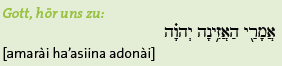 Gott, hör uns zu:
אֲמָרַ֖י הַאֲזִ֥ינָה יְהוָ֗ה
[amarài ha'asiina adonài]